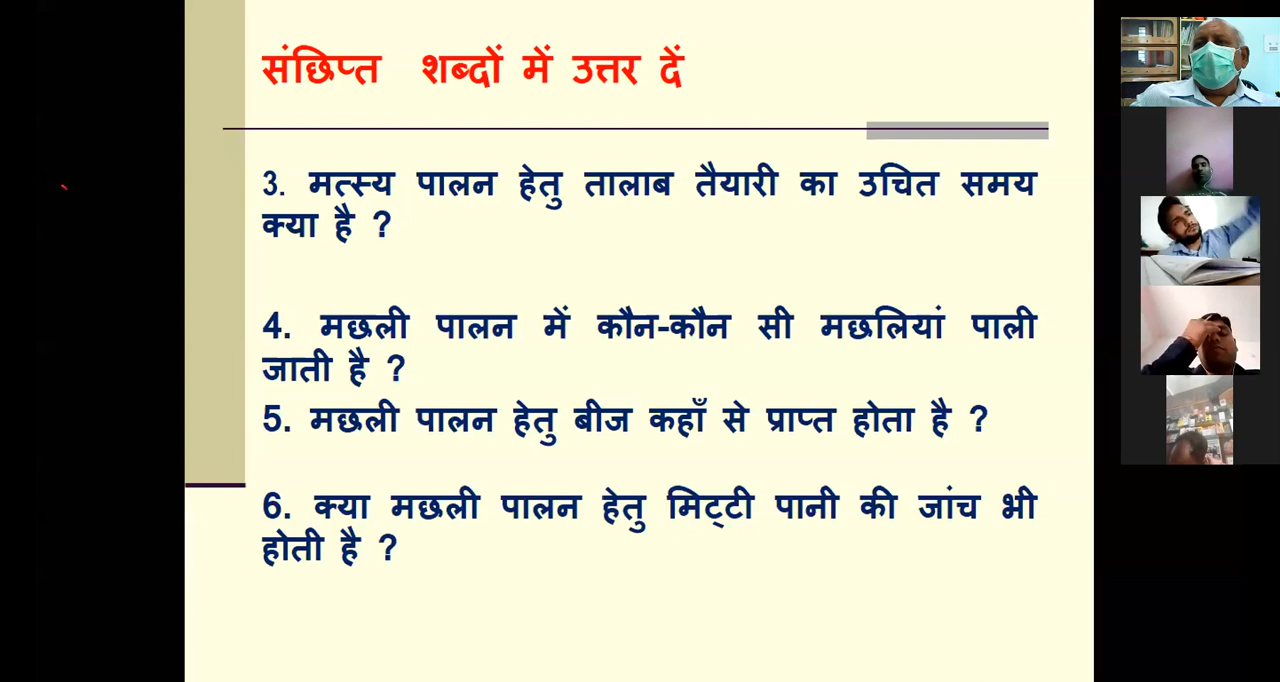 संछिप्त शब्दों में उत्तर दें
3. मत्स्य पालन हेतु तालाब तैयारी का उचित समय
क्या है ?
4. मछली पालन में कौन-कौन सी मछलियां पाली
जाती है ?
5. मछली पालन हेतु बीज कहाँ से प्राप्त होता है ?
6. क्या मछली पालन हेतु मिट्टी पानी की जांच भी
होती है ?